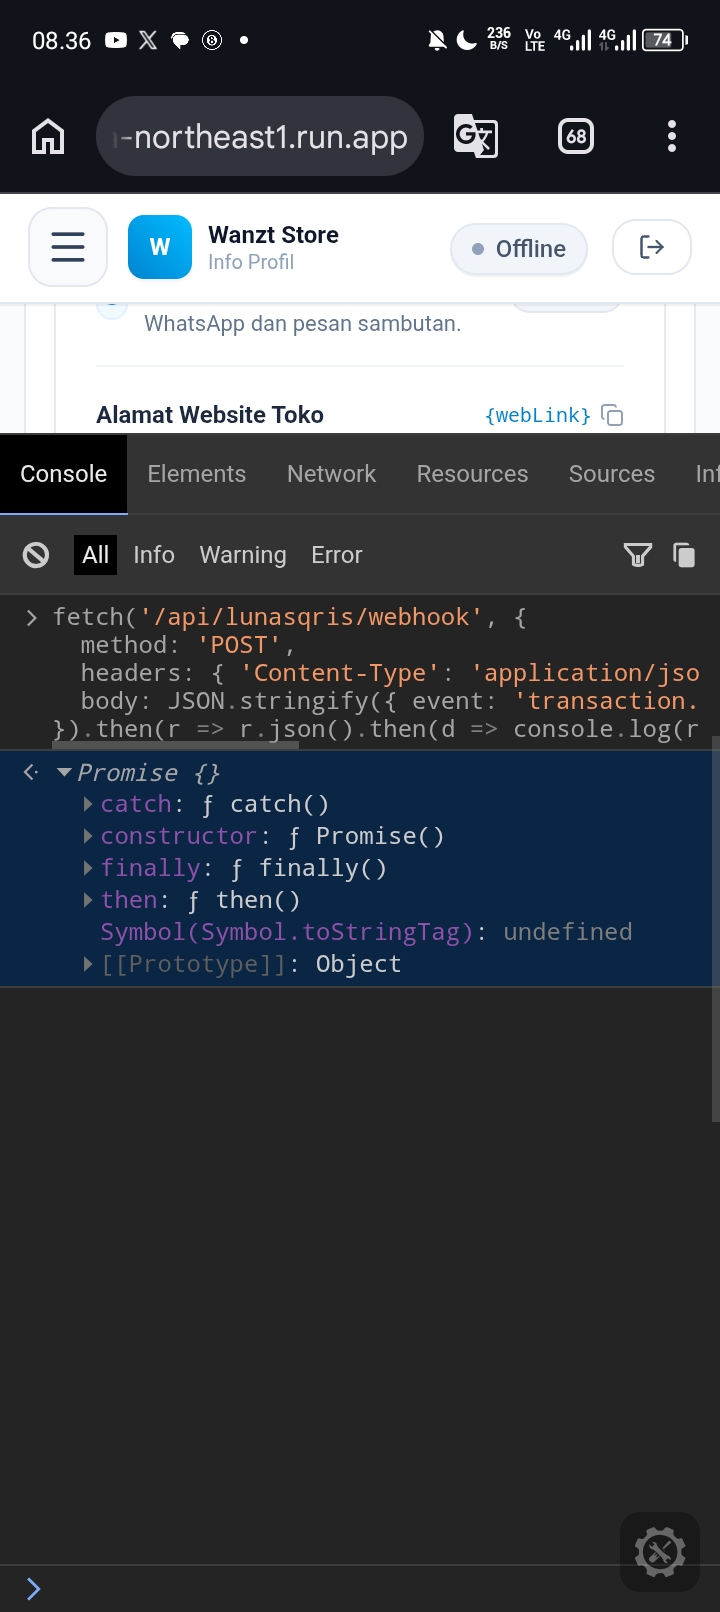 08.36
236
B/S
Vo
LTE
4G
4G
74
-northeast1.run.app
68
W
Wanzt Store
Info Profil
Offline
WhatsApp dan pesan sambutan.
Alamat Website Toko
{webLink}
Console Elements Network Resources Sources Inf
All Info Warning Error
> fetch('/api/lunasqris/webhook', {
method: 'POST',
headers: { 'Content-Type': 'application/jso
body: JSON.stringify({ event: 'transaction.
}).then(r => r.json().then(d => console.log(r
Promise {}
catch: ƒ catch()
constructor: ƒ Promise()
finally: ƒ finally()
then: ƒ then()
Symbol(Symbol.toStringTag): undefined
[[Prototype]]: Object